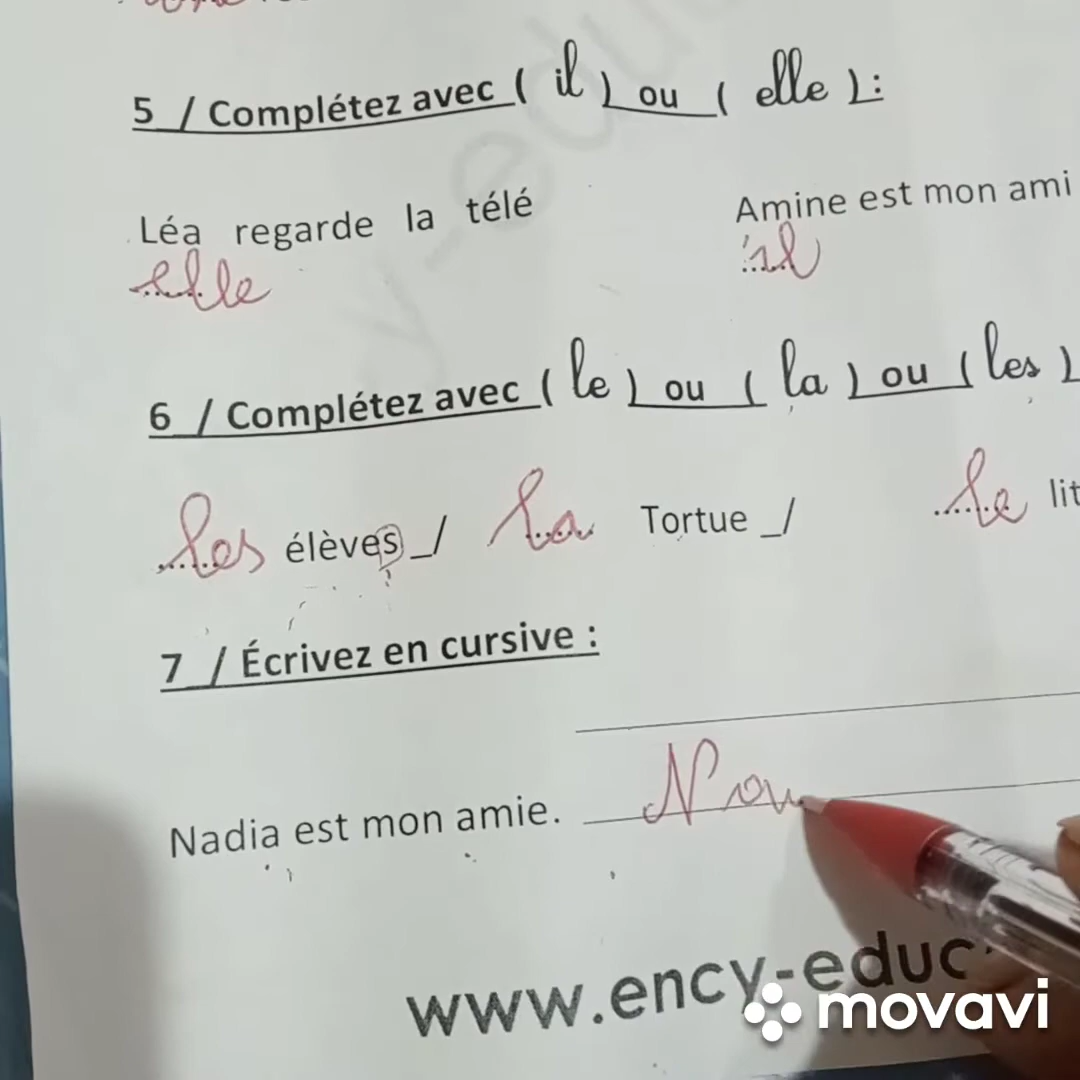 5 / Complétez avec ( il ) ou ( elle ) :
Léa regarde la télé Amine est mon ami
elle il
6 / Complétez avec ( le ) ou ( la ) ou ( les )
les élèves _/ la Tortue _/ le lit
7 / Écrivez en cursive :
Nadia est mon amie.
www.ency-educ
movavi